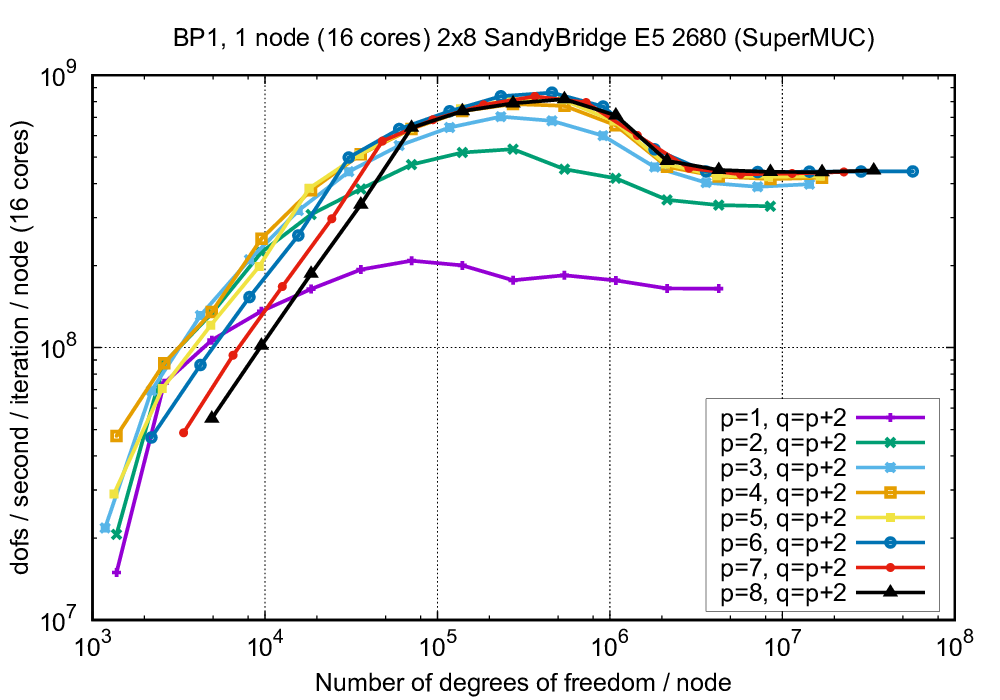 BP1, 1 node (16 cores) 2x8 SandyBridge E5 2680 (SuperMUC)
dofs / second / iteration / node (16 cores)
10^9
10^8
10^7
p=1, q=p+2
p=2, q=p+2
p=3, q=p+2
p=4, q=p+2
p=5, q=p+2
p=6, q=p+2
p=7, q=p+2
p=8, q=p+2
10^3 10^4 10^5 10^6 10^7 10^8
Number of degrees of freedom / node